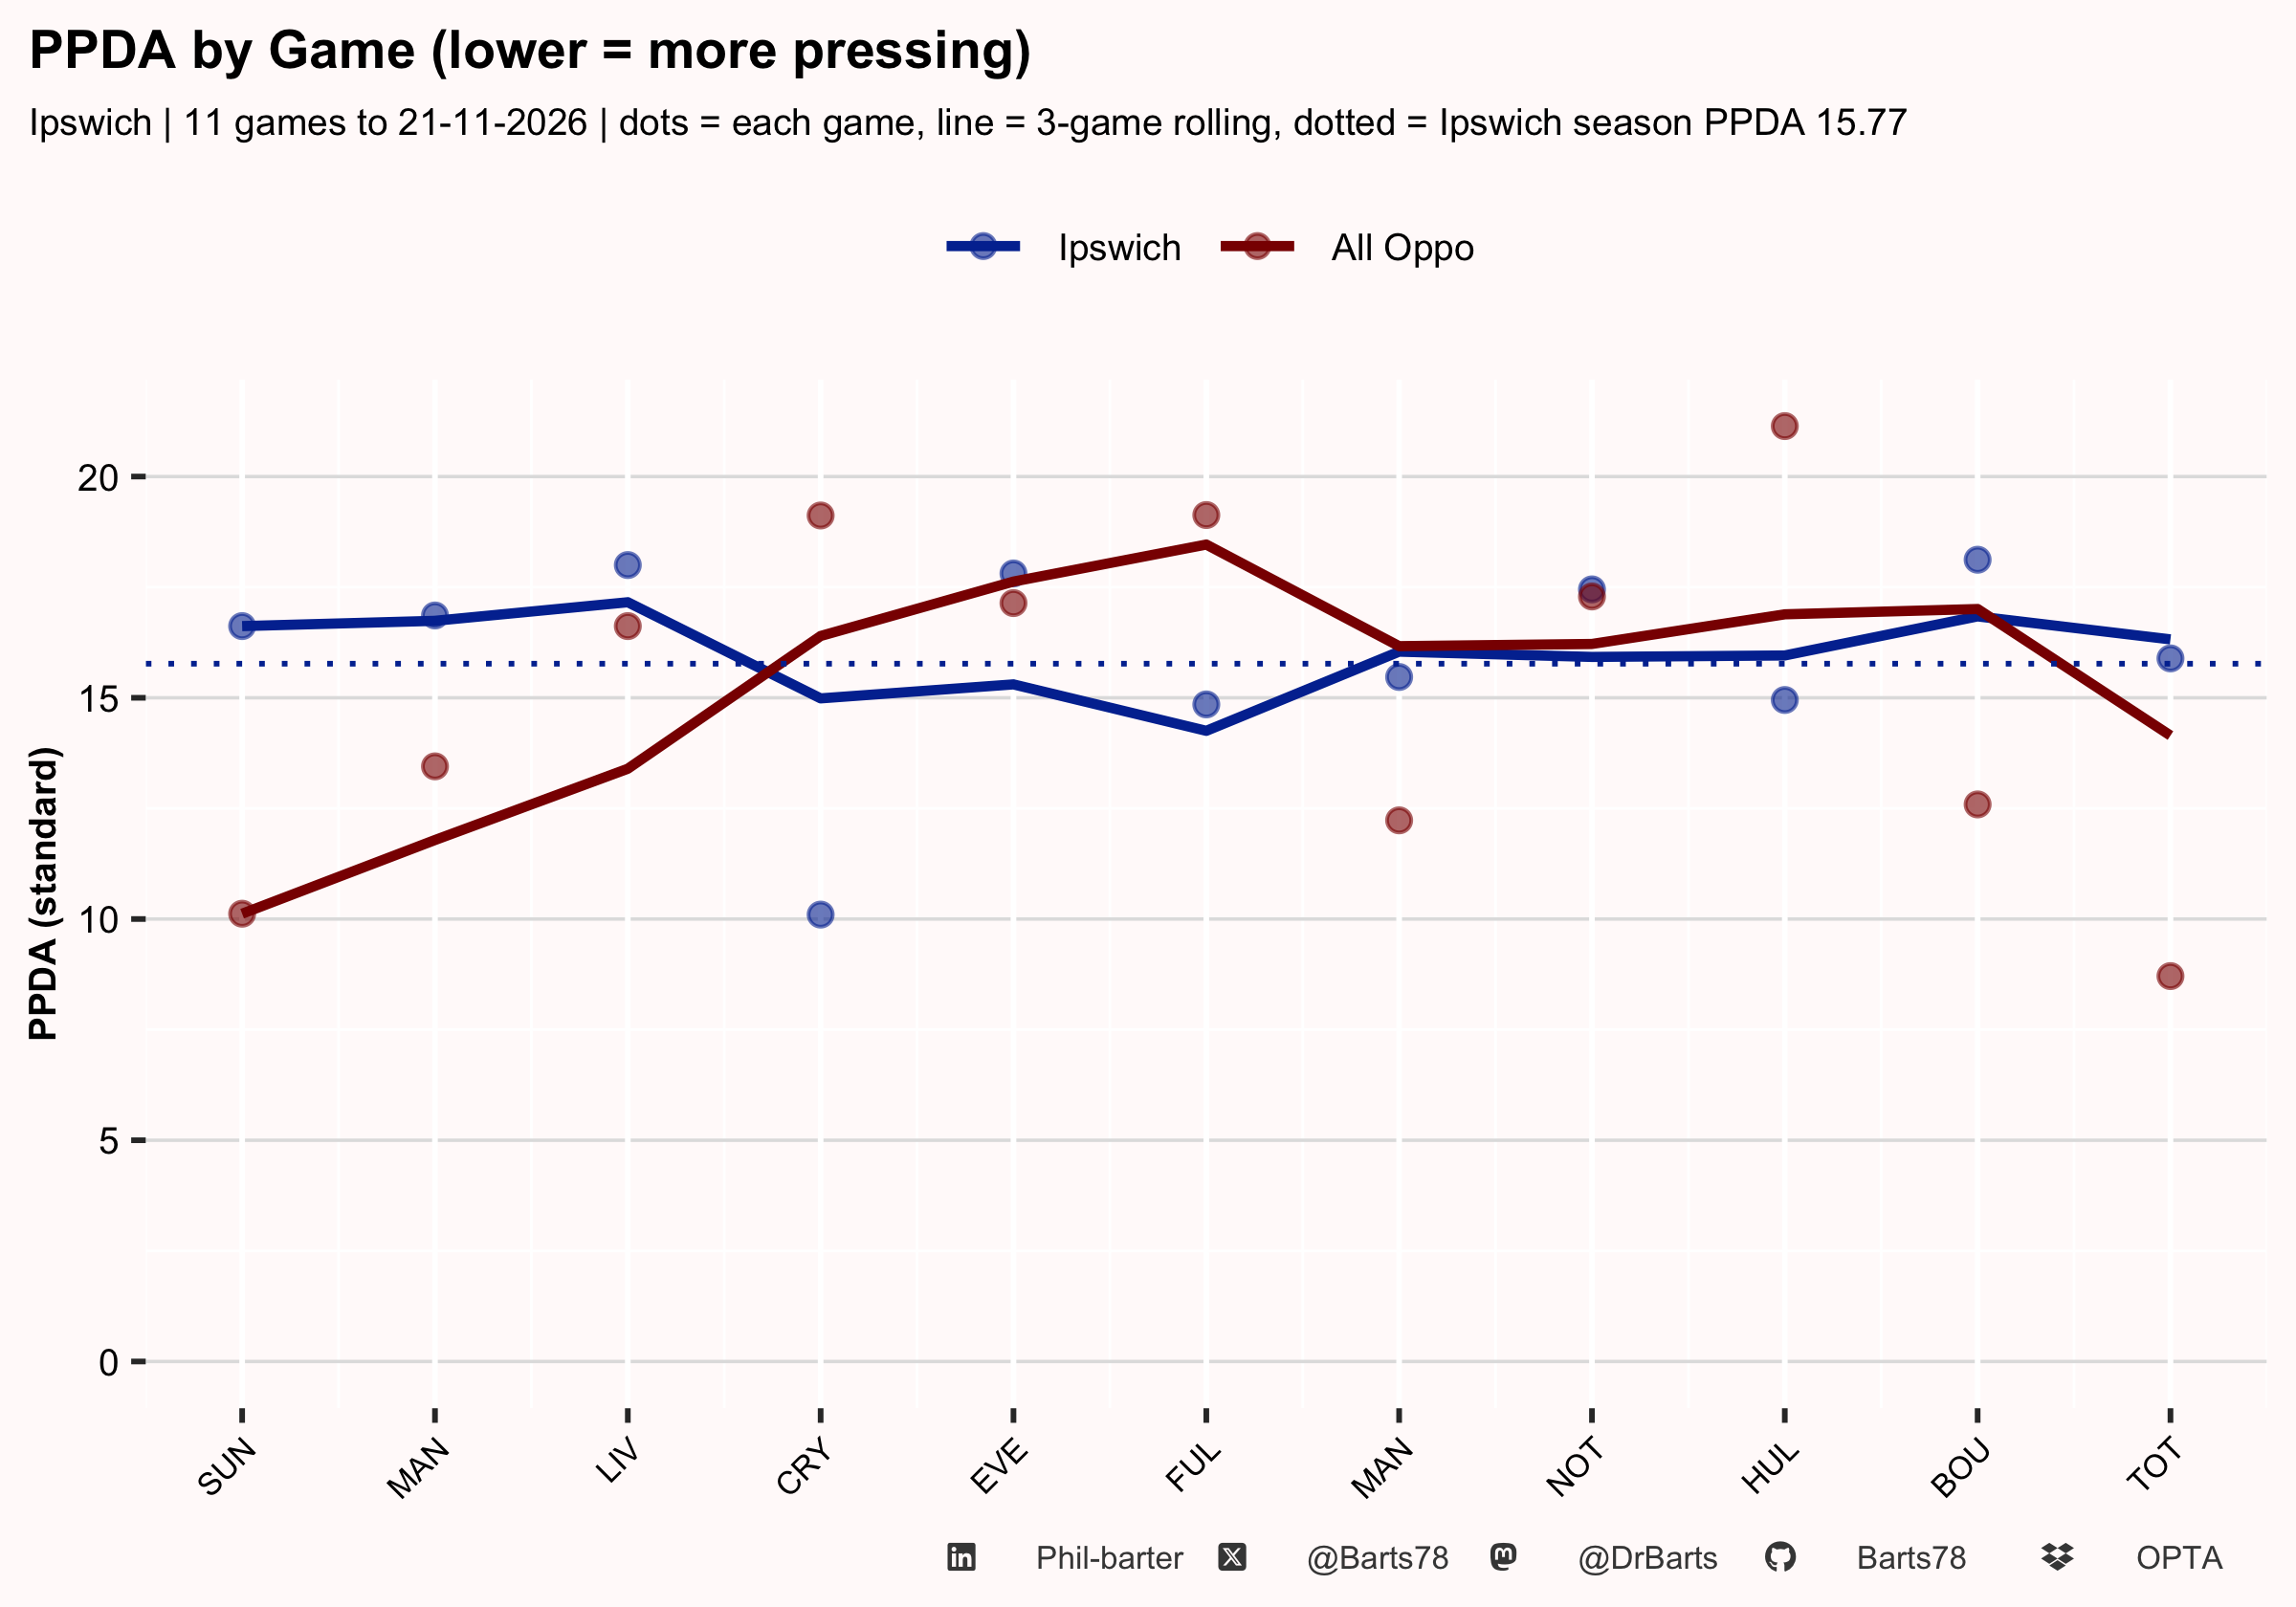 PPDA by Game (lower = more pressing)
Ipswich | 11 games to 21-11-2026 | dots = each game, line = 3-game rolling, dotted = Ipswich season PPDA 15.77
Ipswich All Oppo
PPDA (standard)
20
15
10
5
0
SUN MAN LIV CRY EVE FUL MAN NOT HUL BOU TOT
Phil-barter @Barts78 @DrBarts Barts78 OPTA